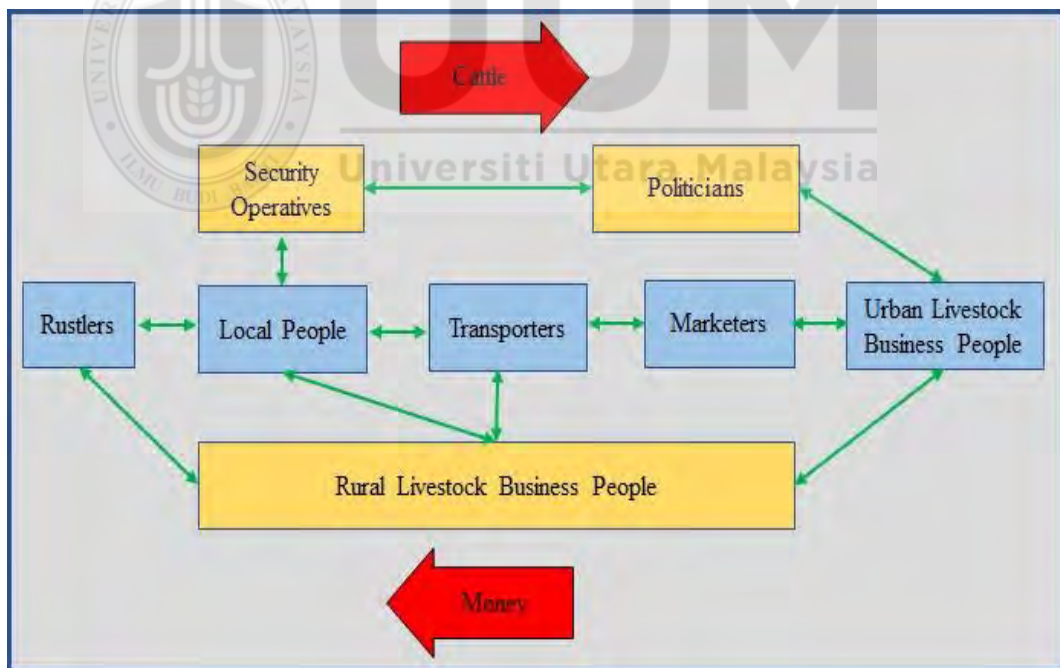 UUM
Cattle
Universiti Utara Malaysia
Security
Operatives
Politicians
Rustlers
Local People
Transporters
Marketers
Urban Livestock
Business People
Rural Livestock Business People
Money